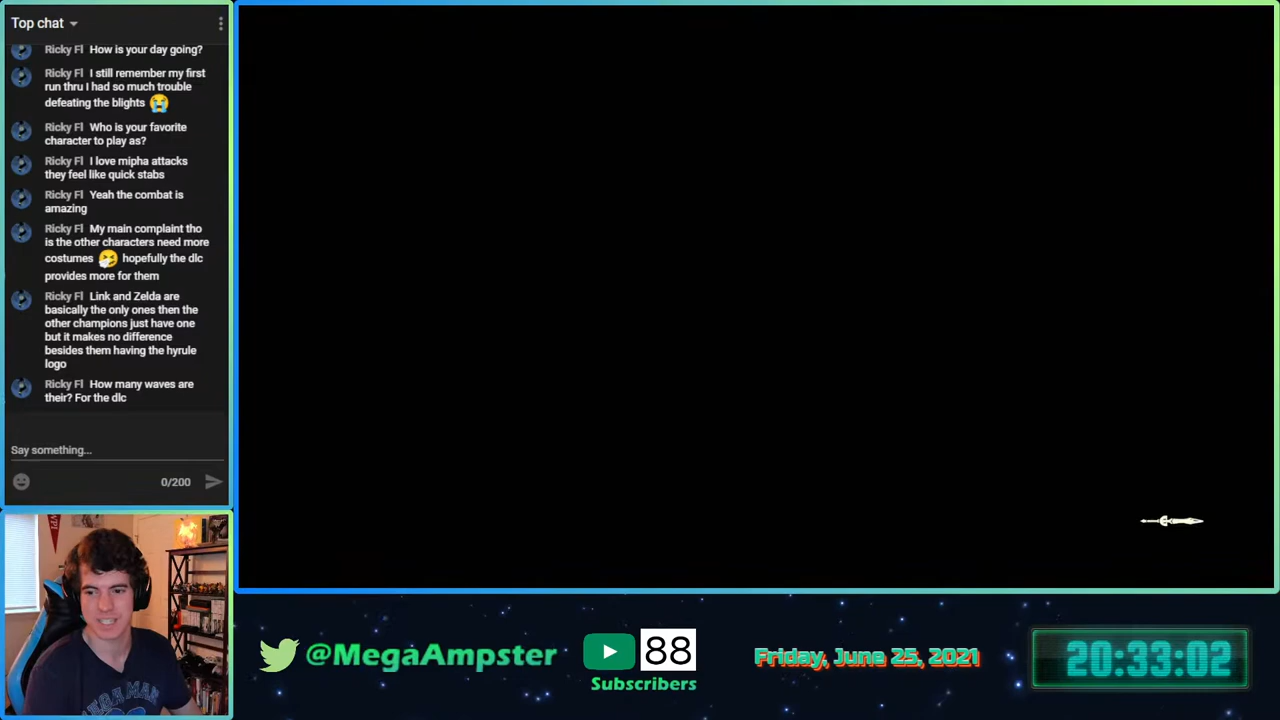 Top chat
Ricky Fl How is your day going?
Ricky Fl I still remember my first
run thru I had so much trouble
defeating the blights 😭
Ricky Fl Who is your favorite
character to play as?
Ricky Fl I love mipha attacks
they feel like quick stabs
Ricky Fl Yeah the combat is
amazing
Ricky Fl My main complaint tho
is the other characters need more
costumes 🤧 hopefully the dlc
provides more for them
Ricky Fl Link and Zelda are
basically the only ones then the
other champions just have one
but it makes no difference
besides them having the hyrule
logo
Ricky Fl How many waves are
their? For the dlc
Say something...
0/200
MEGA MAN
@MegaAmpster
88
Subscribers
Friday, June 25, 2021
20:33:02